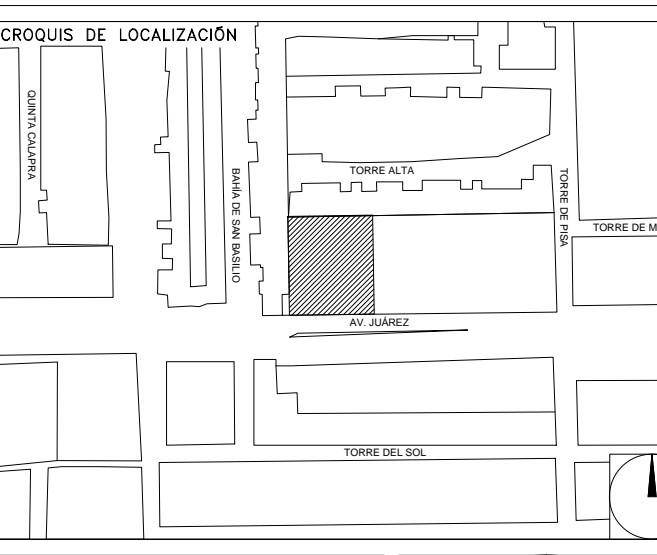 CROQUIS DE LOCALIZACIÓN
QUINTA CALAPRA
BAHÍA DE SAN BASILIO
TORRE ALTA
TORRE DE PISA
TORRE DE M
AV. JUÁREZ
TORRE DEL SOL